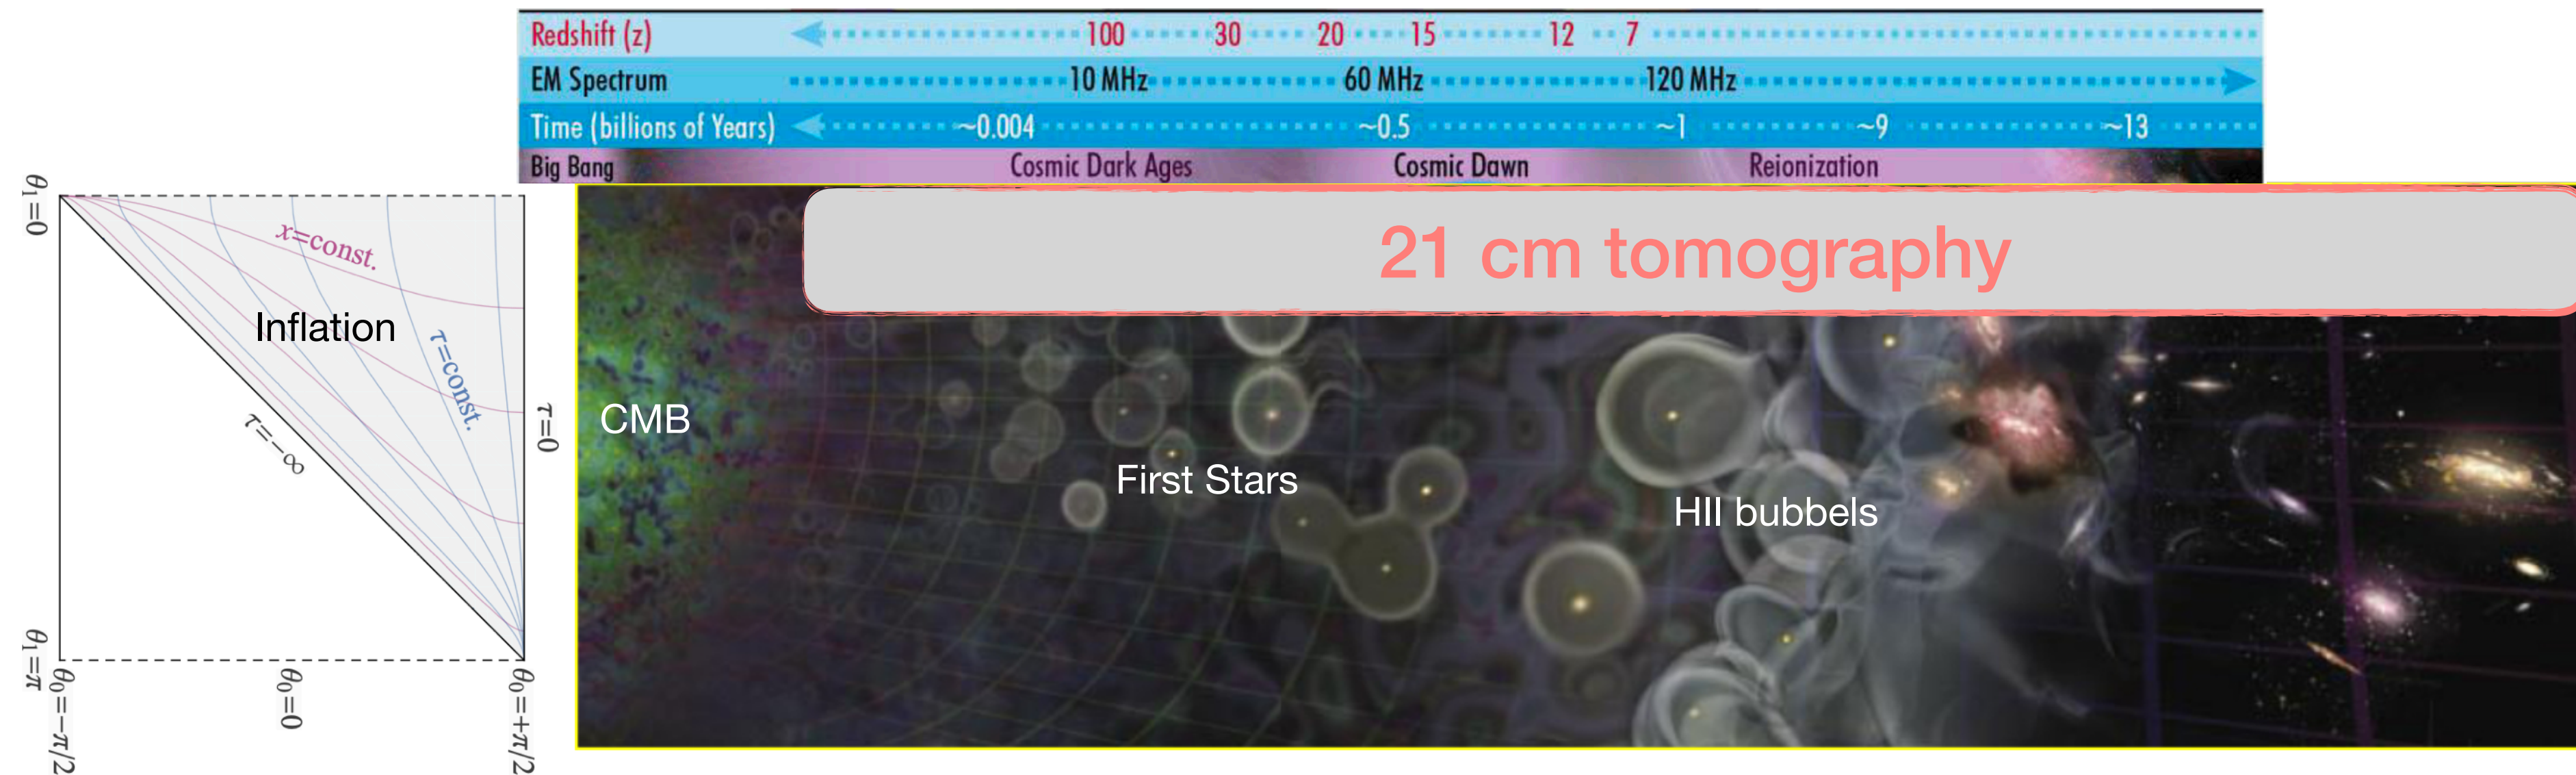 Redshift (z) 100 30 20 15 12 7
EM Spectrum 10 MHz 60 MHz 120 MHz
Time (billions of Years) ~0.004 ~0.5 ~1 ~9 ~13
Big Bang Cosmic Dark Ages Cosmic Dawn Reionization
21 cm tomography
θ₁=0
x=const.
Inflation
τ=const.
τ=−∞
τ=0
θ₁=π
θ₀=−π/2
θ₀=0
θ₀=+π/2
CMB
First Stars
HII bubbels